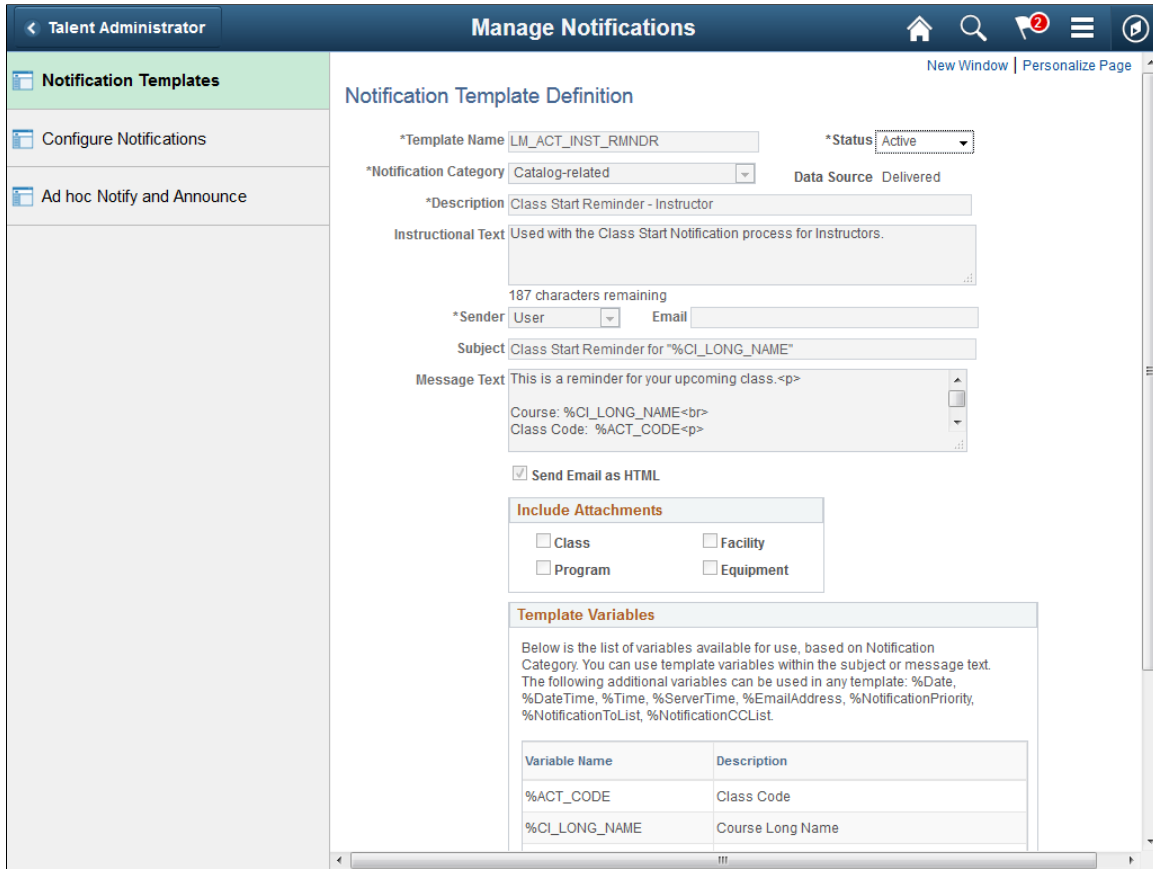 Talent Administrator
Manage Notifications
2
Notification Templates
Configure Notifications
Ad hoc Notify and Announce
New Window | Personalize Page
Notification Template Definition
*Template Name LM_ACT_INST_RMNDR *Status Active
*Notification Category Catalog-related Data Source Delivered
*Description Class Start Reminder - Instructor
Instructional Text Used with the Class Start Notification process for Instructors.
187 characters remaining
*Sender User Email
Subject Class Start Reminder for "%CI_LONG_NAME"
Message Text This is a reminder for your upcoming class.<p>
Course: %CI_LONG_NAME<br>
Class Code: %ACT_CODE<p>
Send Email as HTML
Include Attachments
Class Facility
Program Equipment
Template Variables
Below is the list of variables available for use, based on Notification
Category. You can use template variables within the subject or message text.
The following additional variables can be used in any template: %Date,
%DateTime, %Time, %ServerTime, %EmailAddress, %NotificationPriority,
%NotificationToList, %NotificationCCList.
Variable Name Description
%ACT_CODE Class Code
%CI_LONG_NAME Course Long Name